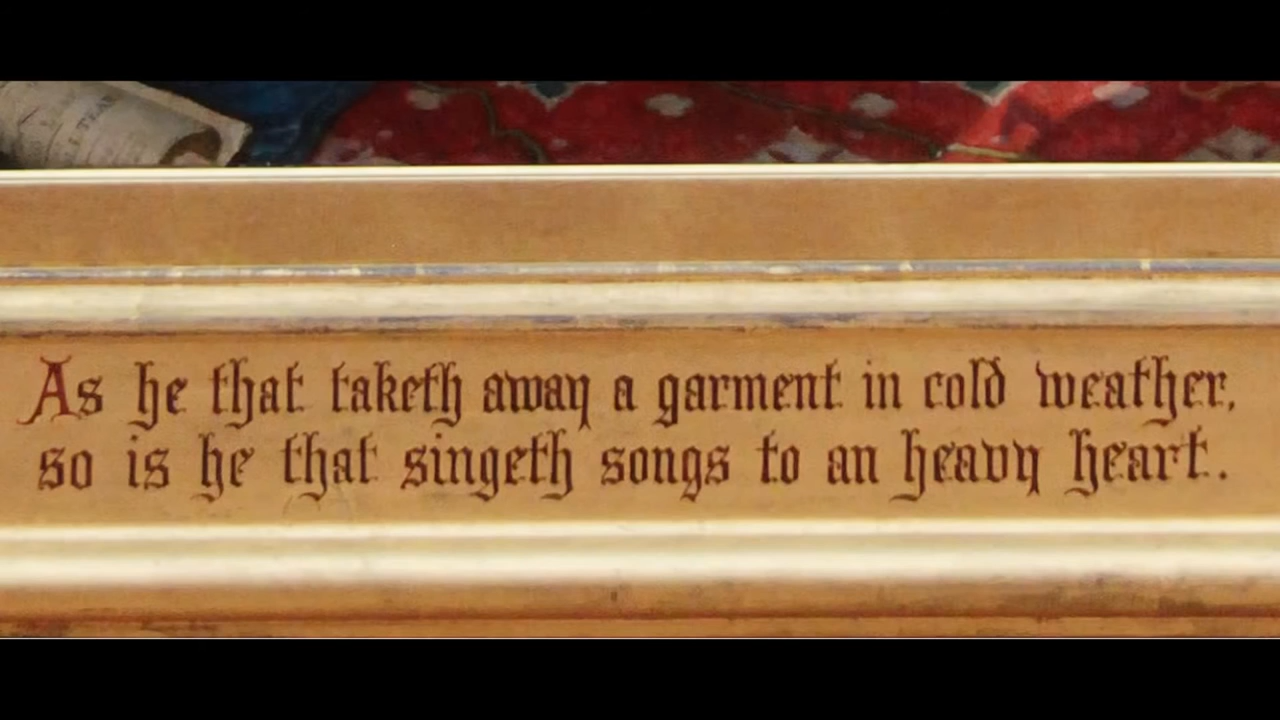 As he that taketh away a garment in cold weather,
so is he that singeth songs to an heavy heart.